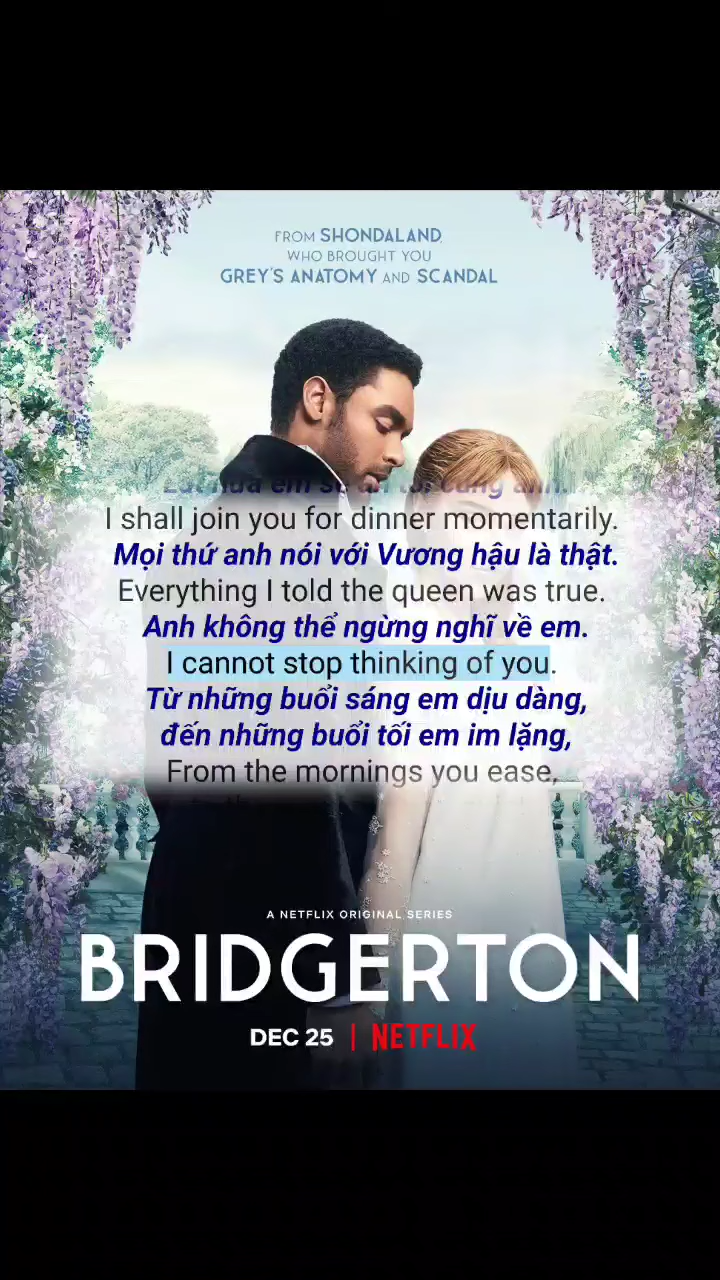 FROM SHONDALAND
WHO BROUGHT YOU
GREY'S ANATOMY AND SCANDAL
I shall join you for dinner momentarily.
Mọi thứ anh nói với Vương hậu là thật.
Everything I told the queen was true.
Anh không thể ngừng nghĩ về em.
I cannot stop thinking of you.
Từ những buổi sáng em dịu dàng,
đến những buổi tối em im lặng,
From the mornings you ease,
A NETFLIX ORIGINAL SERIES
BRIDGERTON
DEC 25 | NETFLIX